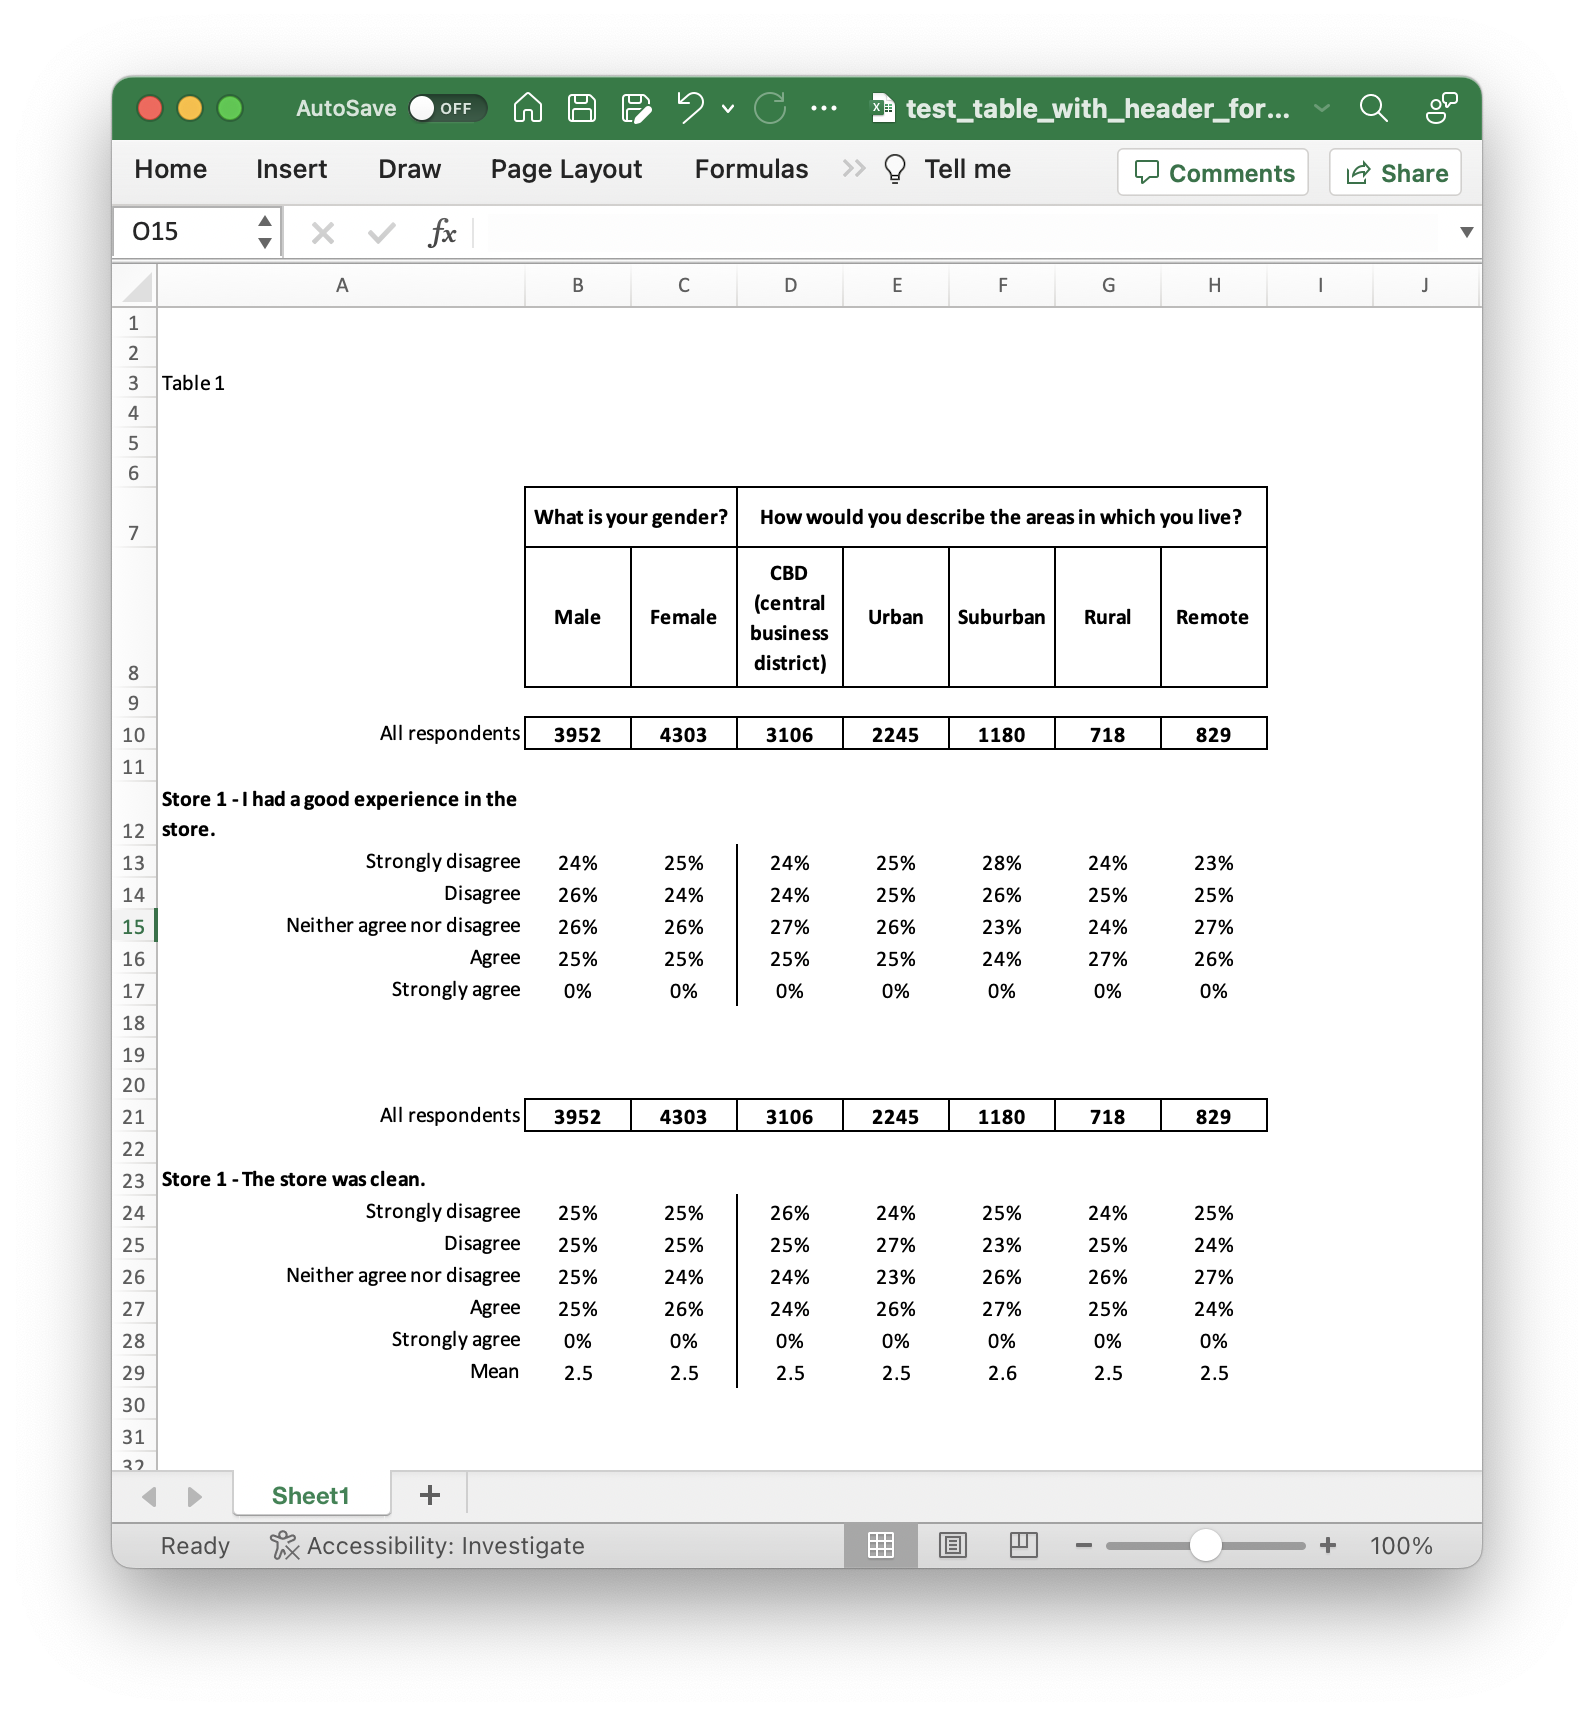 AutoSave OFF test_table_with_header_for...
Home Insert Draw Page Layout Formulas Tell me Comments Share
O15 fx
A B C D E F G H I J
1
2
3 Table 1
4
5
6
7 What is your gender? How would you describe the areas in which you live?
CBD
(central
Male Female business Urban Suburban Rural Remote
district)
8
9
10 All respondents 3952 4303 3106 2245 1180 718 829
11
Store 1 - I had a good experience in the
12 store.
13 Strongly disagree 24% 25% 24% 25% 28% 24% 23%
14 Disagree 26% 24% 24% 25% 26% 25% 25%
15 Neither agree nor disagree 26% 26% 27% 26% 23% 24% 27%
16 Agree 25% 25% 25% 25% 24% 27% 26%
17 Strongly agree 0% 0% 0% 0% 0% 0% 0%
18
19
20
21 All respondents 3952 4303 3106 2245 1180 718 829
22
23 Store 1 - The store was clean.
24 Strongly disagree 25% 25% 26% 24% 25% 24% 25%
25 Disagree 25% 25% 25% 27% 23% 25% 24%
26 Neither agree nor disagree 25% 24% 24% 23% 26% 26% 27%
27 Agree 25% 26% 24% 26% 27% 25% 24%
28 Strongly agree 0% 0% 0% 0% 0% 0% 0%
29 Mean 2.5 2.5 2.5 2.5 2.6 2.5 2.5
30
31
32
Sheet1 +
Ready Accessibility: Investigate 100%